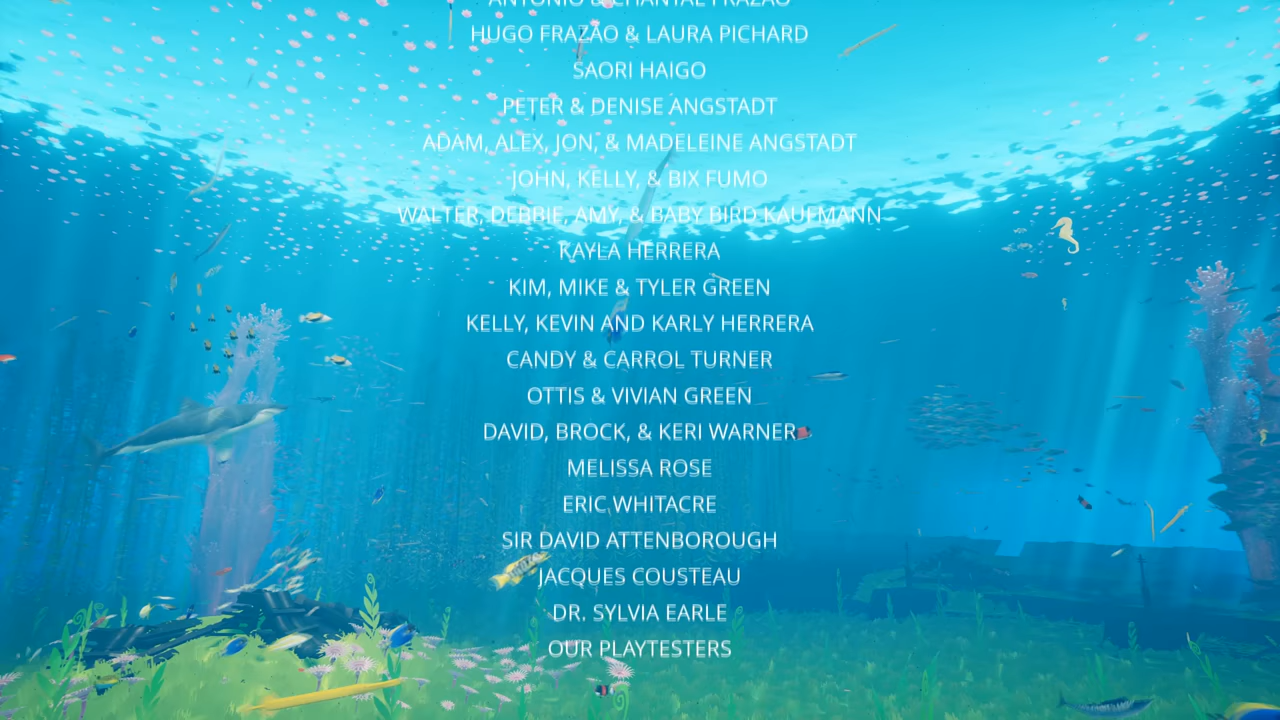 ANTONIO & CHANTAL FRAZÃO
HUGO FRAZÃO & LAURA PICHARD
SAORI HAIGO
PETER & DENISE ANGSTADT
ADAM, ALEX, JON, & MADELEINE ANGSTADT
JOHN, KELLY, & BIX FUMO
WALTER, DEBBIE, AMY, & BABY BIRD KAUFMANN
KAYLA HERRERA
KIM, MIKE & TYLER GREEN
KELLY, KEVIN AND KARLY HERRERA
CANDY & CARROL TURNER
OTTIS & VIVIAN GREEN
DAVID, BROCK, & KERI WARNER
MELISSA ROSE
ERIC WHITACRE
SIR DAVID ATTENBOROUGH
JACQUES COUSTEAU
DR. SYLVIA EARLE
OUR PLAYTESTERS